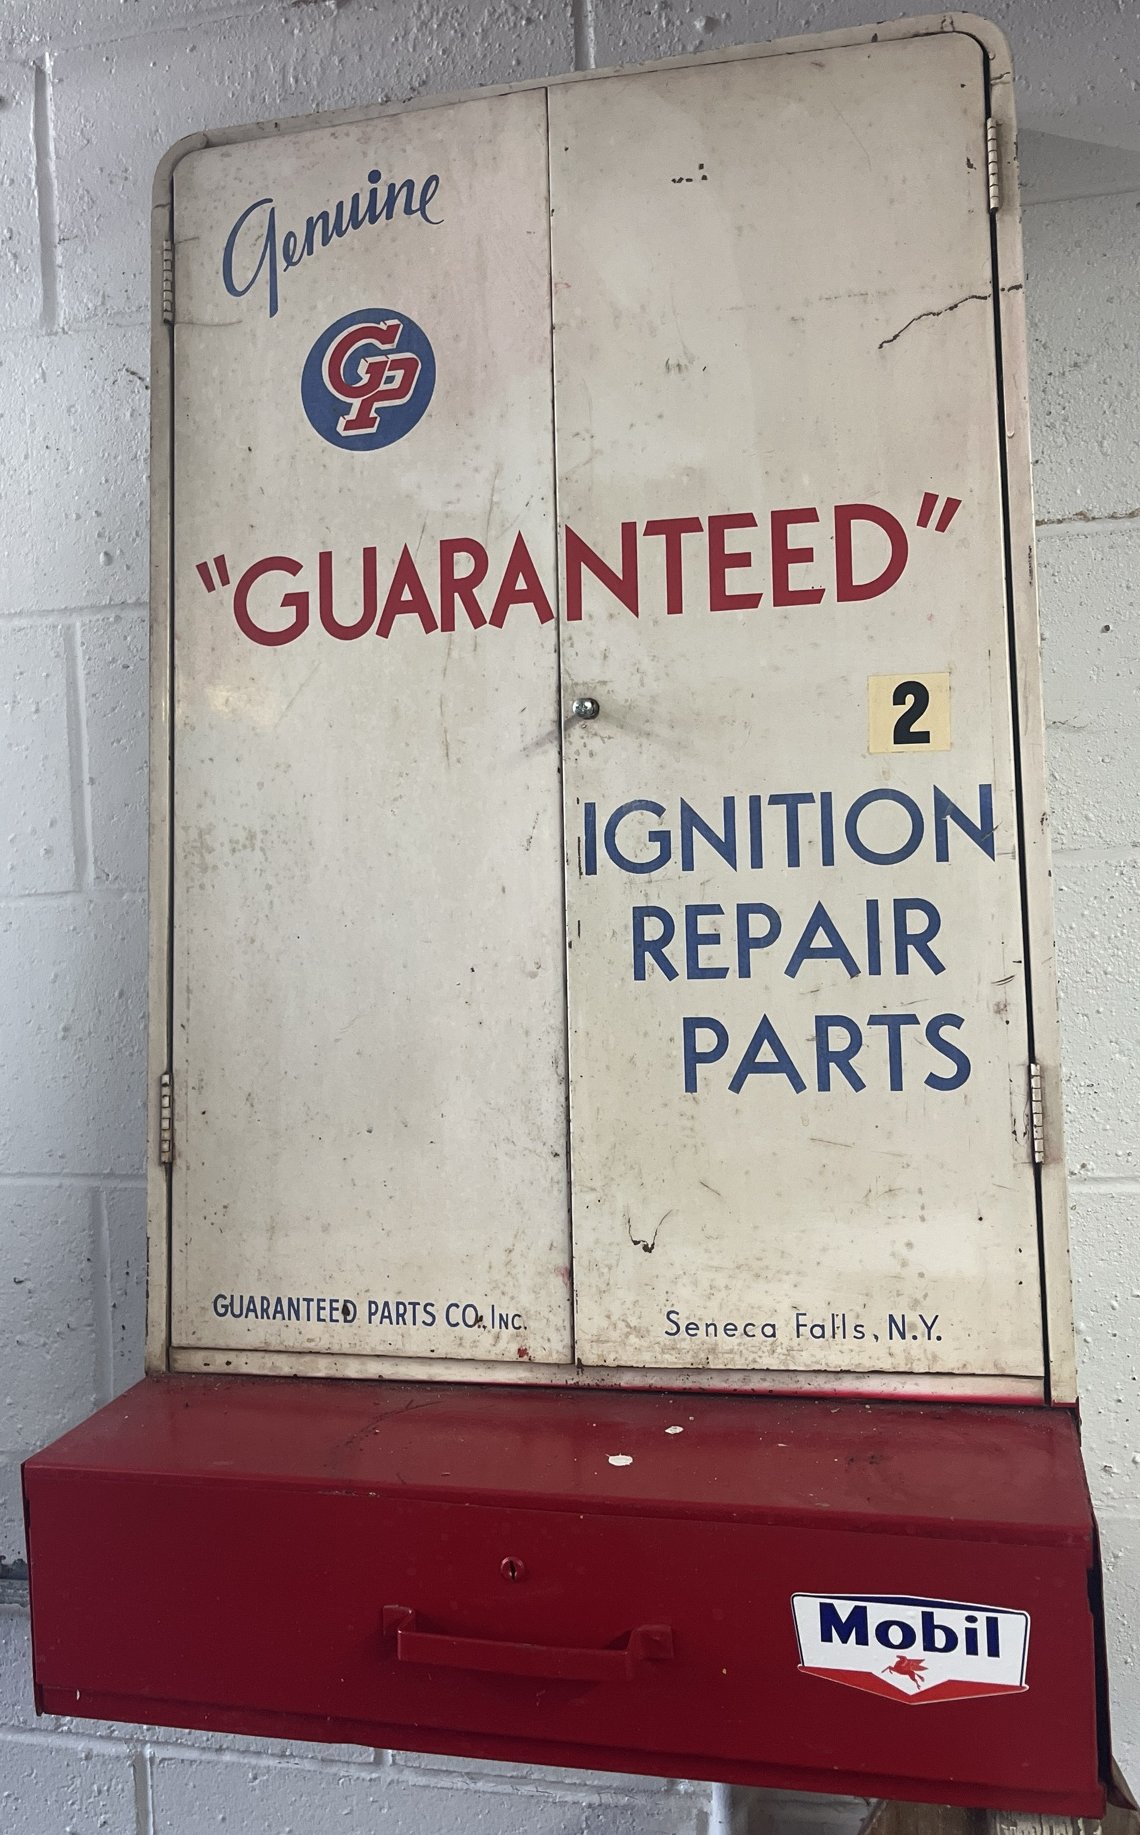 Genuine
GP
"GUARANTEED"
2
IGNITION
REPAIR
PARTS
GUARANTEED PARTS CO., INC.
Seneca Falls, N.Y.
Mobil